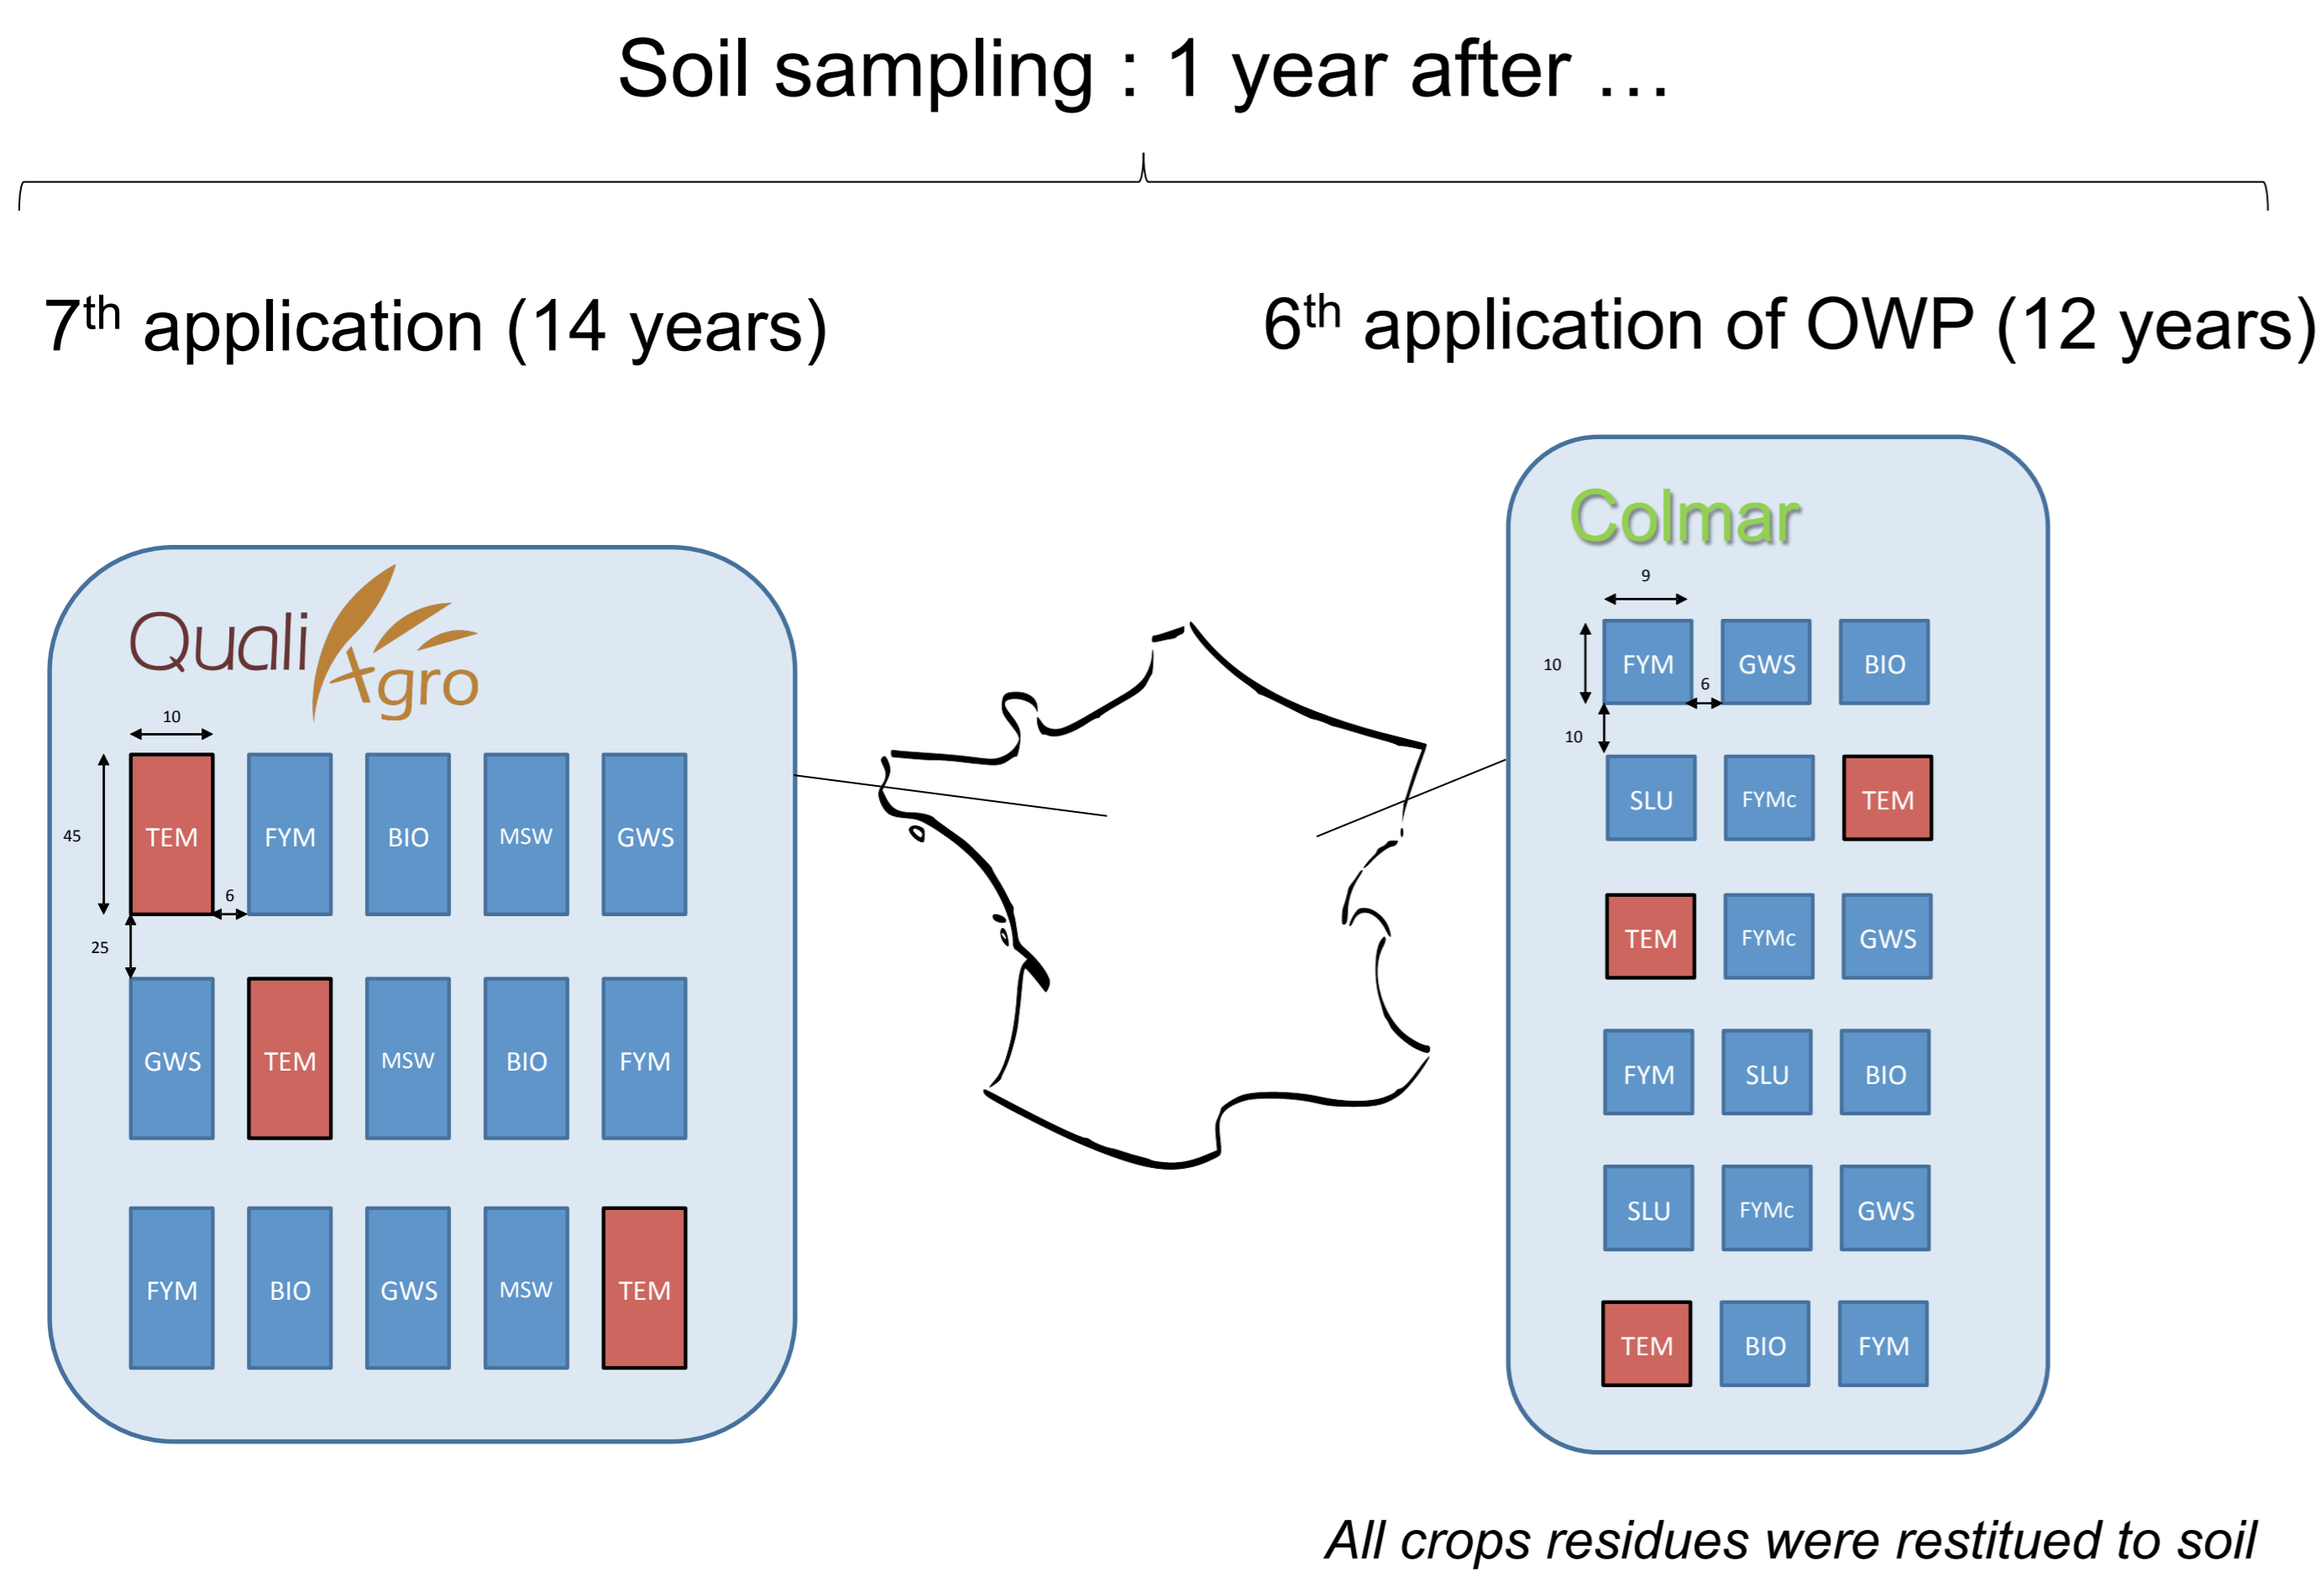 Soil sampling : 1 year after …
7th application (14 years)
6th application of OWP (12 years)
Quali
Agro
10
45
TEM FYM BIO MSW GWS
6
25
GWS TEM MSW BIO FYM
FYM BIO GWS MSW TEM
Colmar
9
10
FYM GWS BIO
6
10
SLU FYMc TEM
TEM FYMc GWS
FYM SLU BIO
SLU FYMc GWS
TEM BIO FYM
All crops residues were restitued to soil